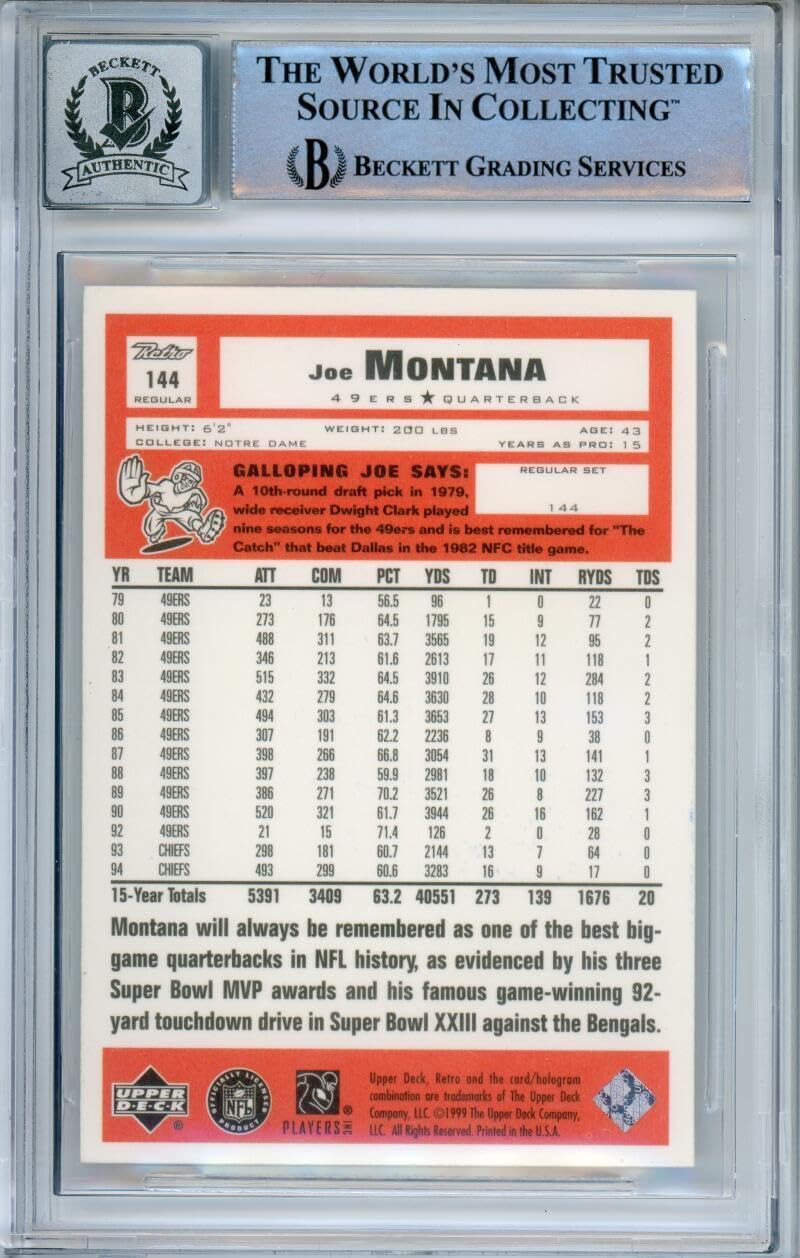 BECKETT
B
AUTHENTIC
THE WORLD'S MOST TRUSTED
SOURCE IN COLLECTING™
B BECKETT GRADING SERVICES
Retro
144
REGULAR
Joe MONTANA
49ERS★QUARTERBACK
HEIGHT: 6'2" WEIGHT: 200 LBS AGE: 43
COLLEGE: NOTRE DAME YEARS AS PRO: 15
GALLOPING JOE SAYS:
A 10th-round draft pick in 1979,
wide receiver Dwight Clark played
nine seasons for the 49ers and is best remembered for "The
Catch" that beat Dallas in the 1982 NFC title game.
REGULAR SET
144
YR TEAM ATT COM PCT YDS TD INT RYDS TDS
79 49ERS 23 13 56.5 96 1 0 22 0
80 49ERS 273 176 64.5 1795 15 9 77 2
81 49ERS 488 311 63.7 3565 19 12 95 2
82 49ERS 346 213 61.6 2613 17 11 118 1
83 49ERS 515 332 64.5 3910 26 12 284 2
84 49ERS 432 279 64.6 3630 28 10 118 2
85 49ERS 494 303 61.3 3653 27 13 153 3
86 49ERS 307 191 62.2 2236 8 9 38 0
87 49ERS 398 266 66.8 3054 31 13 141 1
88 49ERS 397 238 59.9 2981 18 10 132 3
89 49ERS 386 271 70.2 3521 26 8 227 3
90 49ERS 520 321 61.7 3944 26 16 162 1
92 49ERS 21 15 71.4 126 2 0 28 0
93 CHIEFS 298 181 60.7 2144 13 7 64 0
94 CHIEFS 493 299 60.6 3283 16 9 17 0
15-Year Totals 5391 3409 63.2 40551 273 139 1676 20
Montana will always be remembered as one of the best big-
game quarterbacks in NFL history, as evidenced by his three
Super Bowl MVP awards and his famous game-winning 92-
yard touchdown drive in Super Bowl XXIII against the Bengals.
UPPER
D•E•C•K
®
OFFICIALLY LICENSED
NFL
PRODUCT
®
PLAYERS INC
Upper Deck, Retro and the card/hologram
combination are trademarks of The Upper Deck
Company, LLC. ©1999 The Upper Deck Company,
LLC. All Rights Reserved. Printed in the U.S.A.